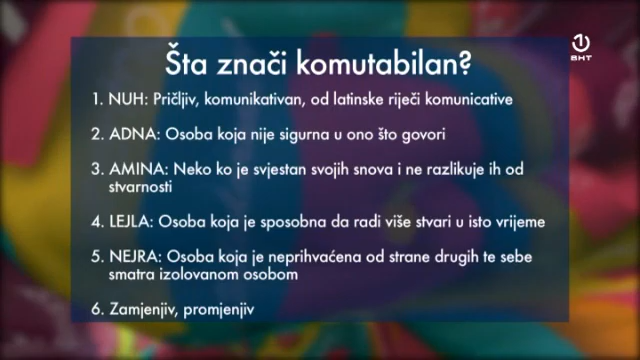 Šta znači komutabilan?
1. NUH: Pričljiv, komunikativan, od latinske riječi komunicative
2. ADNA: Osoba koja nije sigurna u ono što govori
3. AMINA: Neko ko je svjestan svojih snova i ne razlikuje ih od
stvarnosti
4. LEJLA: Osoba koja je sposobna da radi više stvari u isto vrijeme
5. NEJRA: Osoba koja je neprihvaćena od strane drugih te sebe
smatra izolovanom osobom
6. Zamjenjiv, promjenjiv
1
BHT